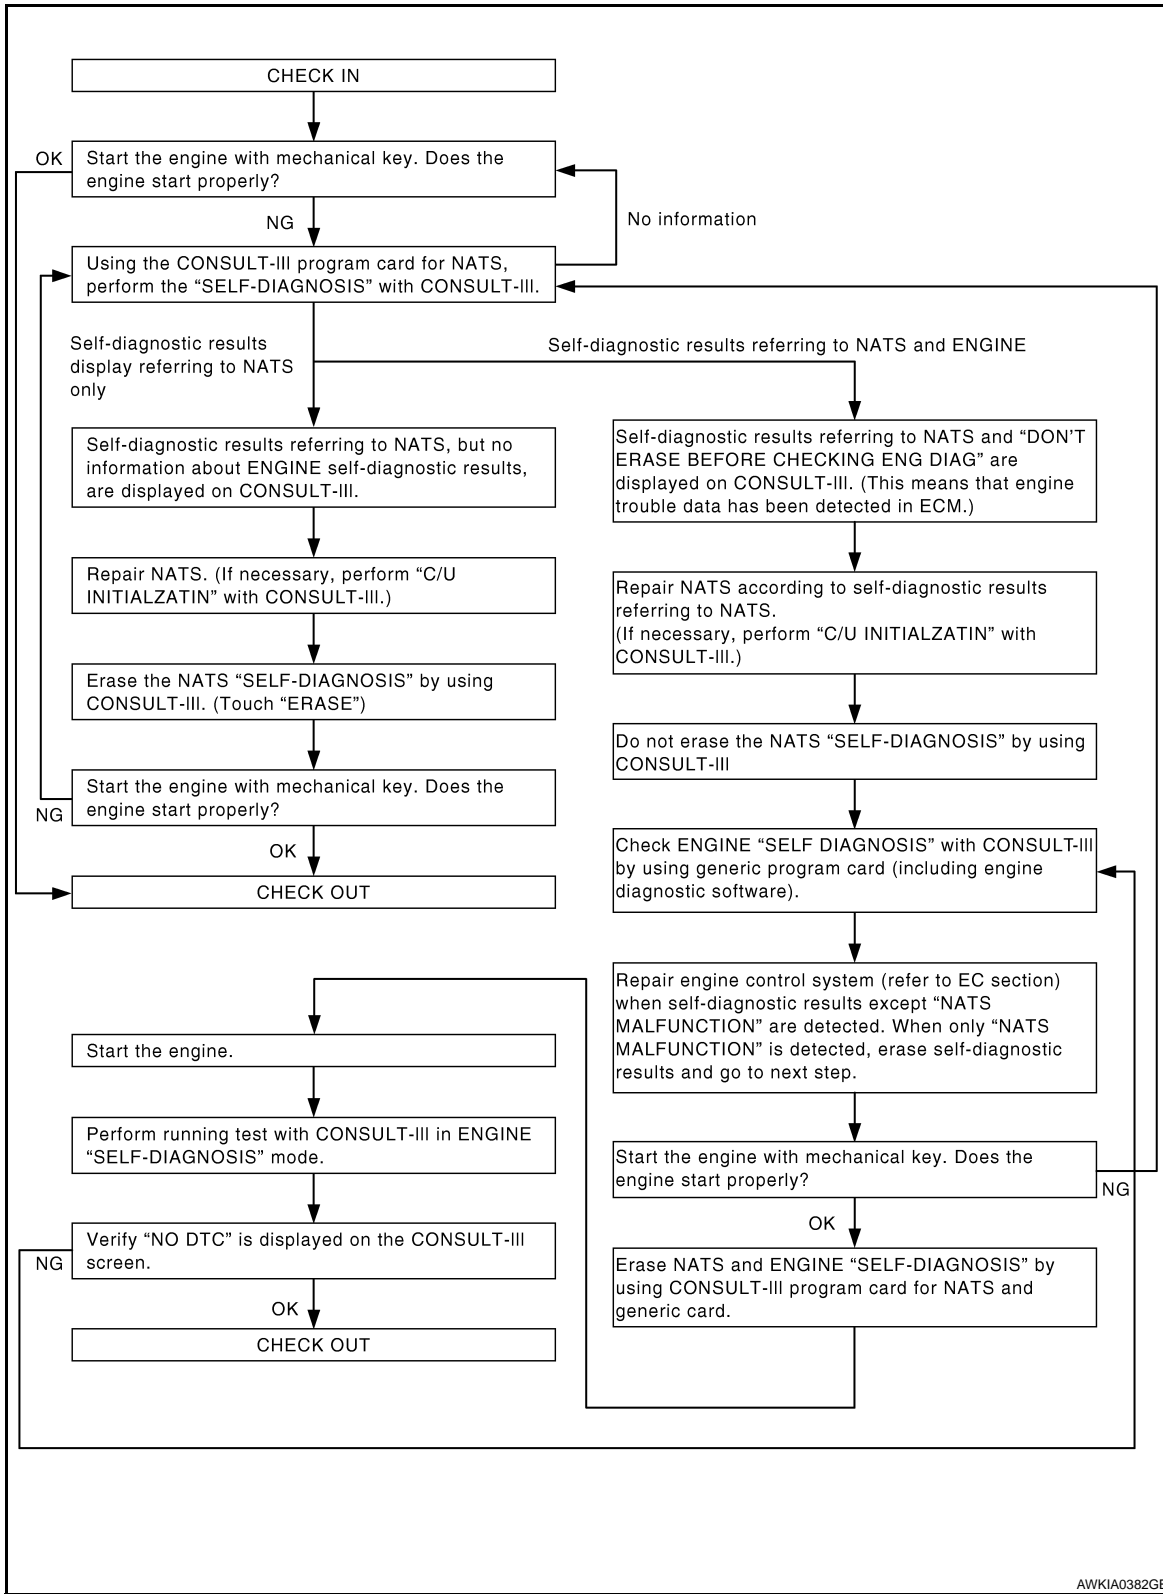 CHECK IN
OK
Start the engine with mechanical key. Does the
engine start properly?
NG
No information
Using the CONSULT-III program card for NATS,
perform the “SELF-DIAGNOSIS” with CONSULT-III.
Self-diagnostic results
display referring to NATS
only
Self-diagnostic results referring to NATS and ENGINE
Self-diagnostic results referring to NATS, but no
information about ENGINE self-diagnostic results,
are displayed on CONSULT-III.
Repair NATS. (If necessary, perform “C/U
INITIALZATIN” with CONSULT-III.)
Erase the NATS “SELF-DIAGNOSIS” by using
CONSULT-III. (Touch “ERASE”)
Start the engine with mechanical key. Does the
engine start properly?
NG
OK
CHECK OUT
Self-diagnostic results referring to NATS and “DON’T
ERASE BEFORE CHECKING ENG DIAG” are
displayed on CONSULT-III. (This means that engine
trouble data has been detected in ECM.)
Repair NATS according to self-diagnostic results
referring to NATS.
(If necessary, perform “C/U INITIALZATIN” with
CONSULT-III.)
Do not erase the NATS “SELF-DIAGNOSIS” by using
CONSULT-III
Check ENGINE “SELF DIAGNOSIS” with CONSULT-III
by using generic program card (including engine
diagnostic software).
Repair engine control system (refer to EC section)
when self-diagnostic results except “NATS
MALFUNCTION” are detected. When only “NATS
MALFUNCTION” is detected, erase self-diagnostic
results and go to next step.
Start the engine with mechanical key. Does the
engine start properly?
NG
OK
Erase NATS and ENGINE “SELF-DIAGNOSIS” by
using CONSULT-III program card for NATS and
generic card.
Start the engine.
Perform running test with CONSULT-III in ENGINE
“SELF-DIAGNOSIS” mode.
Verify “NO DTC” is displayed on the CONSULT-III
screen.
NG
OK
CHECK OUT